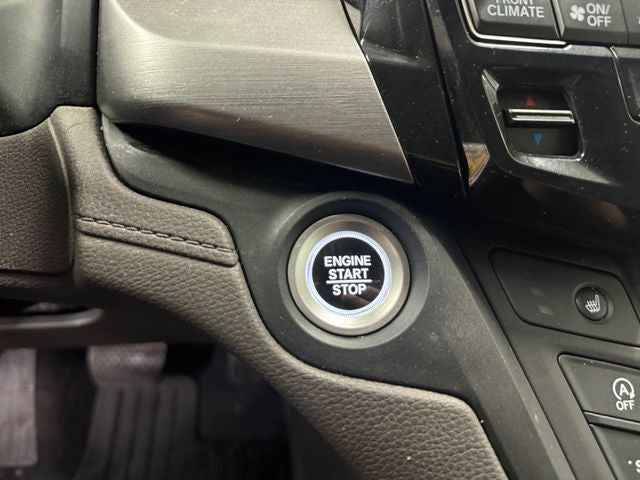 FRONT
CLIMATE
ON/
OFF
ENGINE
START
STOP
A
OFF